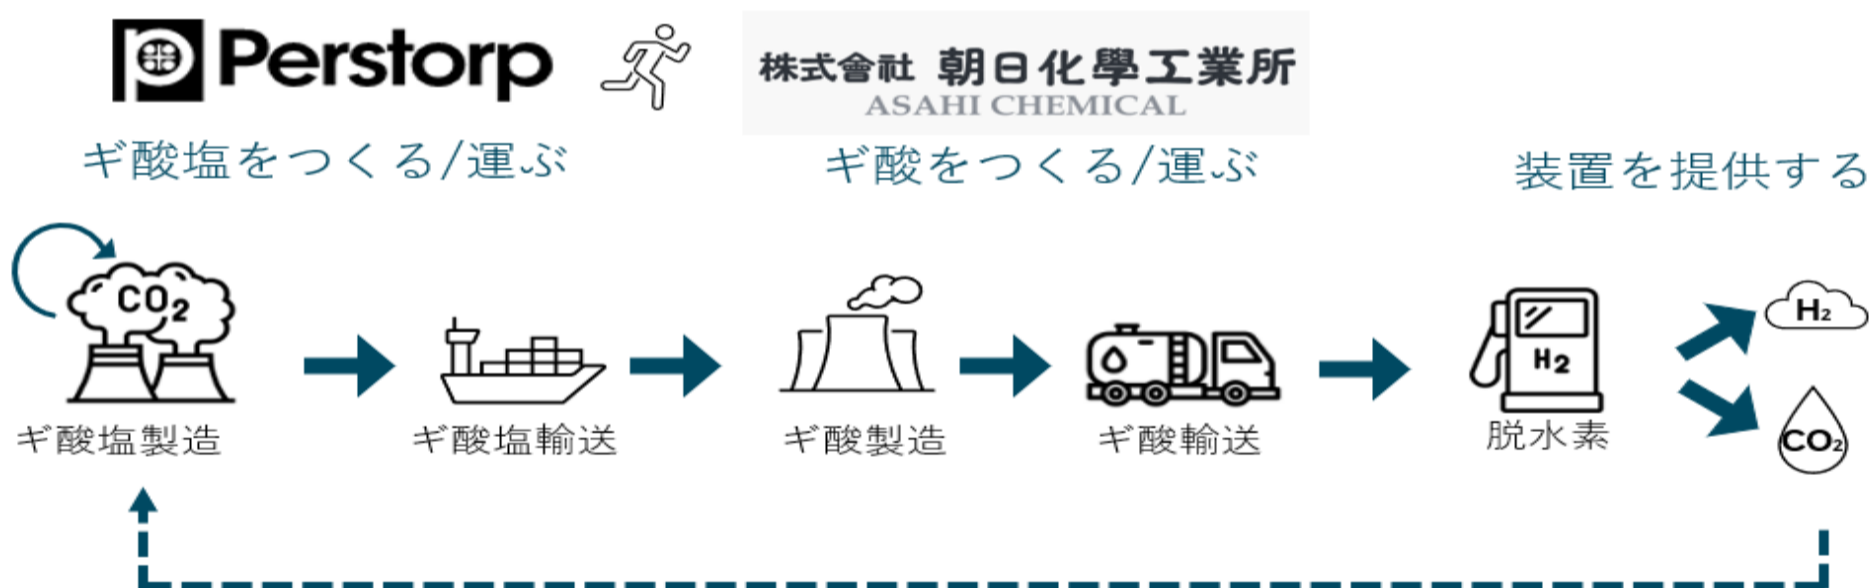 Perstorp
株式會社 朝日化學工業所
ASAHI CHEMICAL
ギ酸塩をつくる/運ぶ
ギ酸をつくる/運ぶ
装置を提供する
CO₂
H₂
H₂
CO₂
ギ酸塩製造
ギ酸塩輸送
ギ酸製造
ギ酸輸送
脱水素